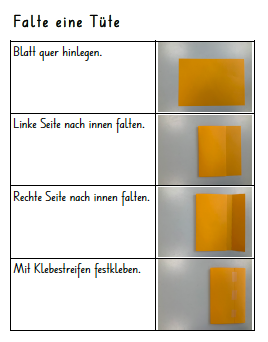 Falte eine Tüte
Blatt quer hinlegen.
Linke Seite nach innen falten.
Rechte Seite nach innen falten.
Mit Klebestreifen festkleben.